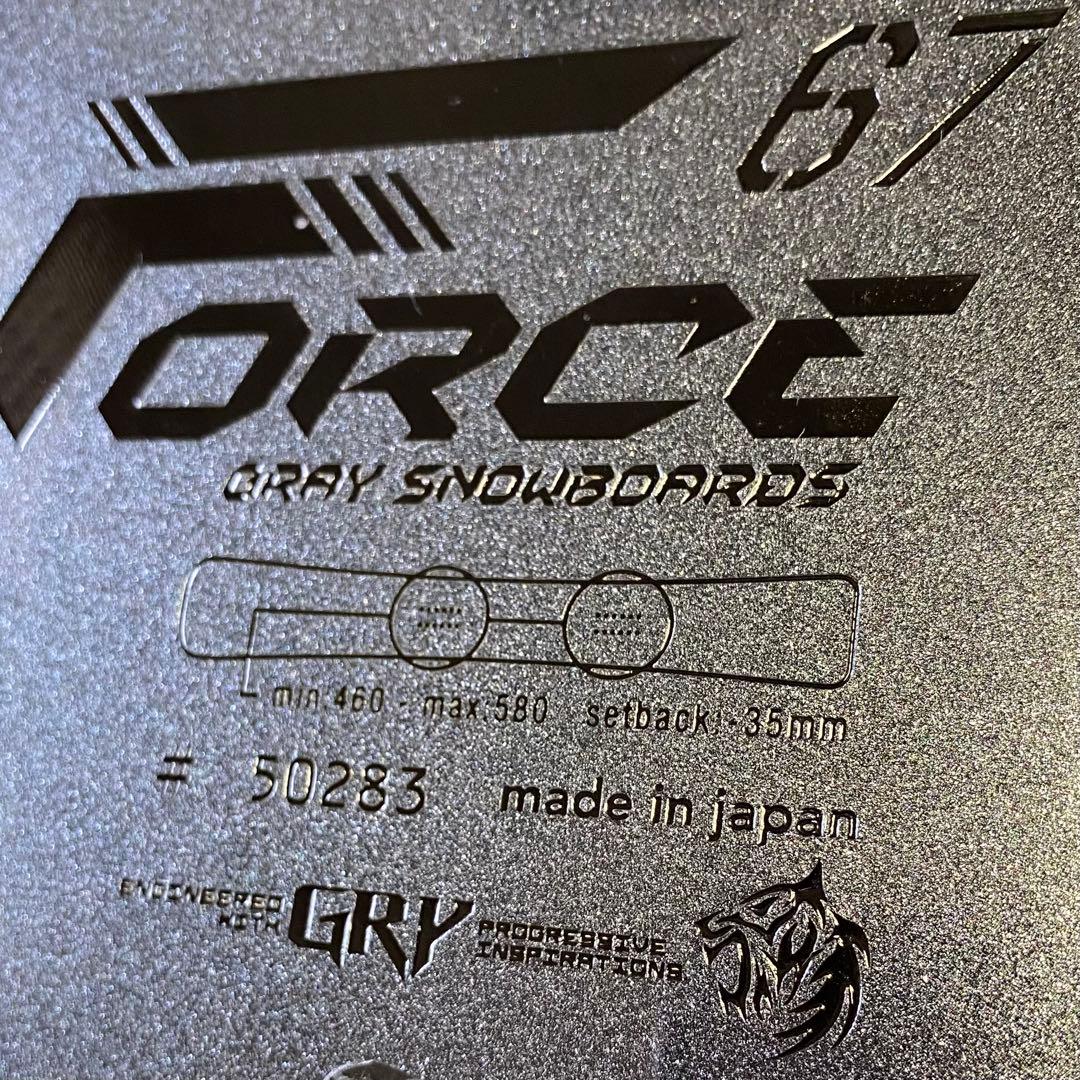 67
FORCE
GRAY SNOWBOARDS
min:460 - max:580 setback:-35mm
# 50283 made in japan
ENGINEERED WITH GRY PROGRESSIVE INSPIRATIONS